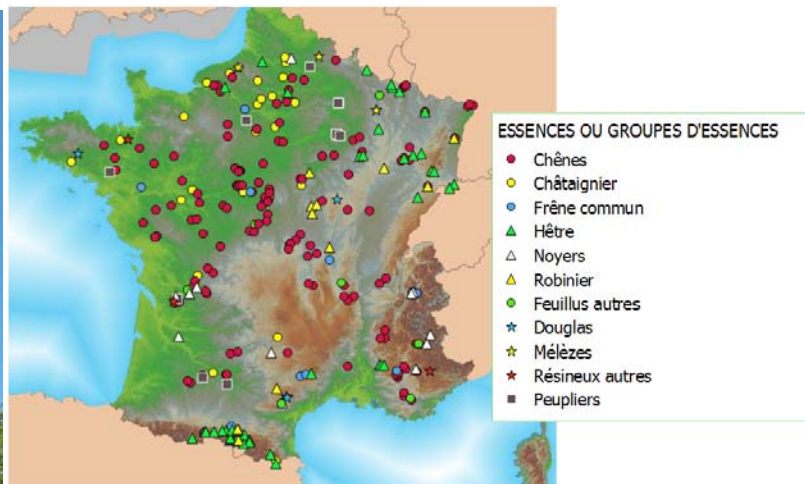 ESSENCES OU GROUPES D'ESSENCES
Chênes
Châtaignier
Frêne commun
Hêtre
Noyers
Robinier
Feuillus autres
Douglas
Mélèzes
Résineux autres
Peupliers